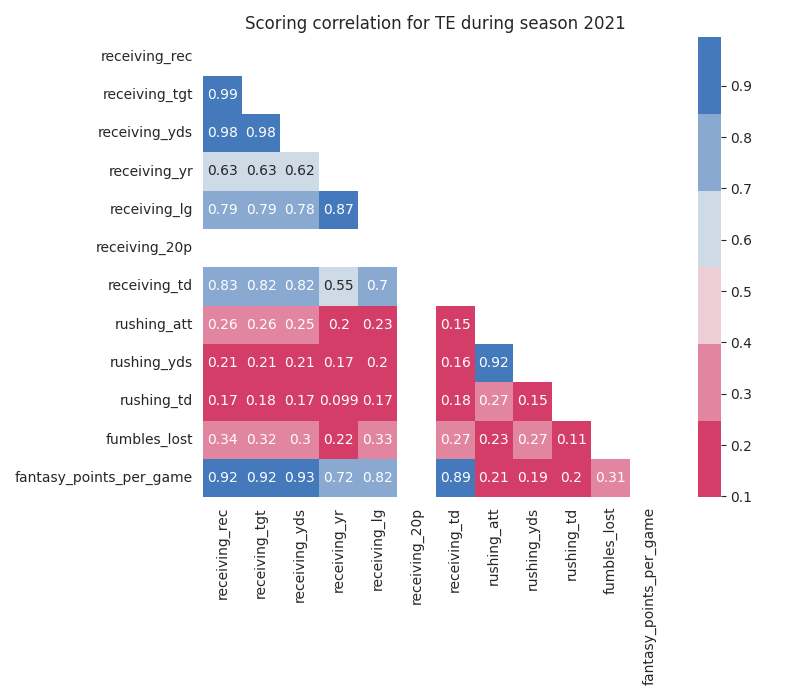 Scoring correlation for TE during season 2021
receiving_rec
receiving_tgt 0.99
receiving_yds 0.98 0.98
receiving_yr 0.63 0.63 0.62
receiving_lg 0.79 0.79 0.78 0.87
receiving_20p
receiving_td 0.83 0.82 0.82 0.55 0.7
rushing_att 0.26 0.26 0.25 0.2 0.23 0.15
rushing_yds 0.21 0.21 0.21 0.17 0.2 0.16 0.92
rushing_td 0.17 0.18 0.17 0.099 0.17 0.18 0.27 0.15
fumbles_lost 0.34 0.32 0.3 0.22 0.33 0.27 0.23 0.27 0.11
fantasy_points_per_game 0.92 0.92 0.93 0.72 0.82 0.89 0.21 0.19 0.2 0.31
receiving_rec
receiving_tgt
receiving_yds
receiving_yr
receiving_lg
receiving_20p
receiving_td
rushing_att
rushing_yds
rushing_td
fumbles_lost
fantasy_points_per_game
0.9
0.8
0.7
0.6
0.5
0.4
0.3
0.2
0.1